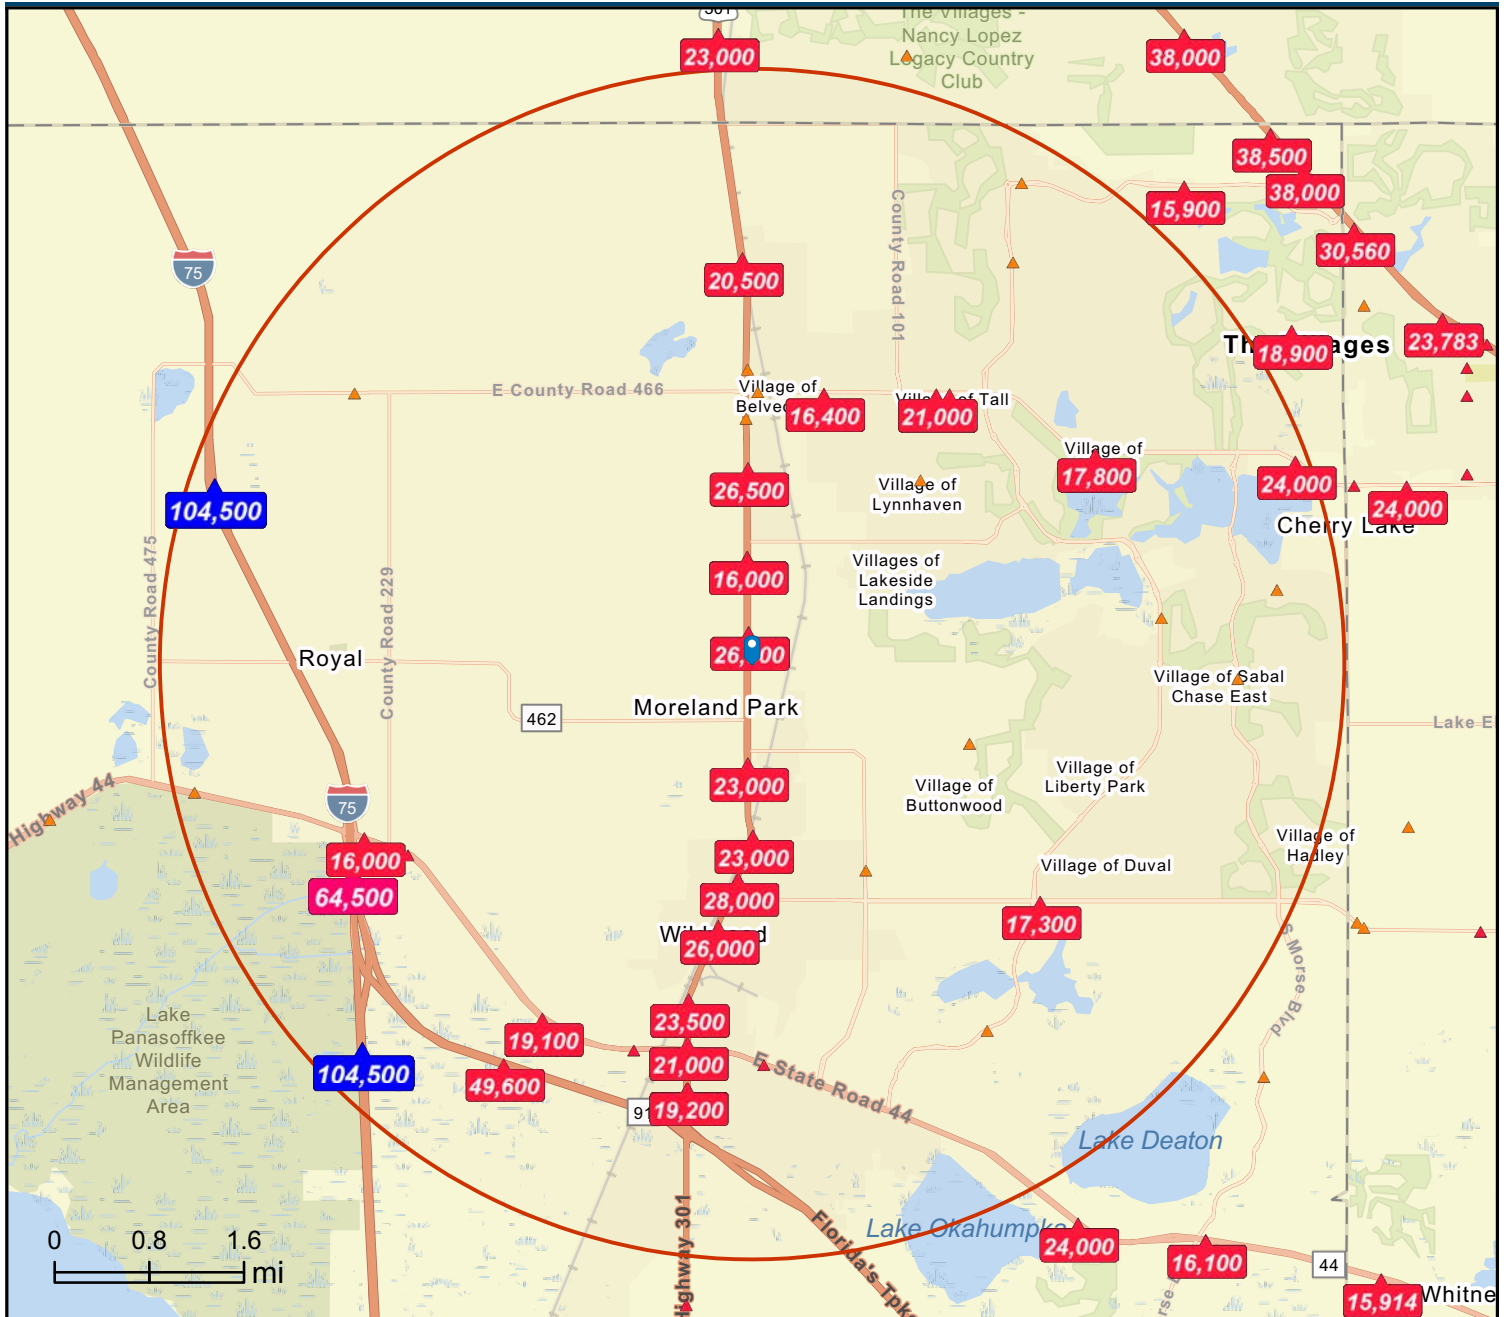 The Villages -
Nancy Lopez
Legacy Country
Club
23,000
38,000
38,500
38,000
15,900
30,560
County Road 101
75
20,500
23,783
18,900
E County Road 466
Village of
16,400
21,000
of Tall
Village of
17,800
26,500
Village of
Lynnhaven
24,000
24,000
Cherry Lake
104,500
County Road 475
County Road 229
16,000
Villages of
Lakeside
Landings
Royal
Moreland Park
462
Village of Sabal
Chase East
Lake E
23,000
Village of
Buttonwood
Village of
Liberty Park
75
Highway 44
Village of
Hadley
16,000
23,000
Village of Duval
64,500
28,000
17,300
26,000
S Morse Blvd
Lake
Panasoffkee
Wildlife
Management
Area
23,500
19,100
21,000
E State Road 44
104,500
49,600
19,200
Lake Deaton
Highway 301
Florida's Tpke
Lake Okahumpka
24,000
16,100
44
15,914
Whitne
0 0.8 1.6
mi